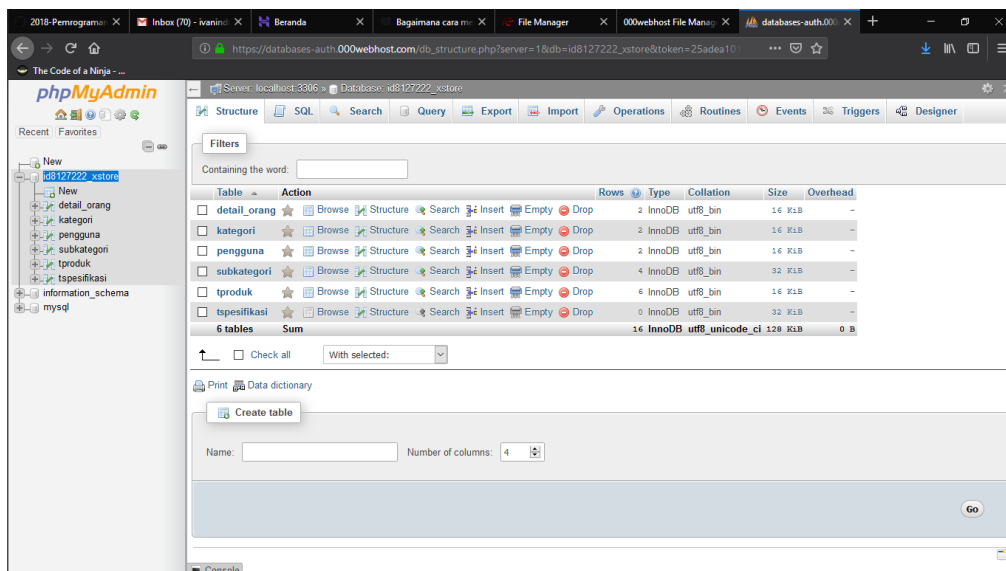 2018-Pemrograman
Inbox (70) - ivanind
Beranda
Bagaimana cara me
File Manager
000webhost File Manag
databases-auth.000
https://databases-auth.000webhost.com/db_structure.php?server=1&db=id8127222_xstore&token=25adea101
The Code of a Ninja - ...
phpMyAdmin
Recent Favorites
New
id8127222_xstore
New
detail_orang
kategori
pengguna
subkategori
tproduk
tspesifikasi
information_schema
mysql
Server: localhost:3306 » Database: id8127222_xstore
Structure SQL Search Query Export Import Operations Routines Events Triggers Designer
Filters
Containing the word:
Table Action Rows Type Collation Size Overhead
detail_orang Browse Structure Search Insert Empty Drop 2 InnoDB utf8_bin 16 KiB -
kategori Browse Structure Search Insert Empty Drop 2 InnoDB utf8_bin 16 KiB -
pengguna Browse Structure Search Insert Empty Drop 2 InnoDB utf8_bin 16 KiB -
subkategori Browse Structure Search Insert Empty Drop 4 InnoDB utf8_bin 32 KiB -
tproduk Browse Structure Search Insert Empty Drop 6 InnoDB utf8_bin 16 KiB -
tspesifikasi Browse Structure Search Insert Empty Drop 0 InnoDB utf8_bin 32 KiB -
6 tables Sum 16 InnoDB utf8_unicode_ci 128 KiB 0 B
Check all With selected:
Print Data dictionary
Create table
Name: Number of columns: 4
Go
Console